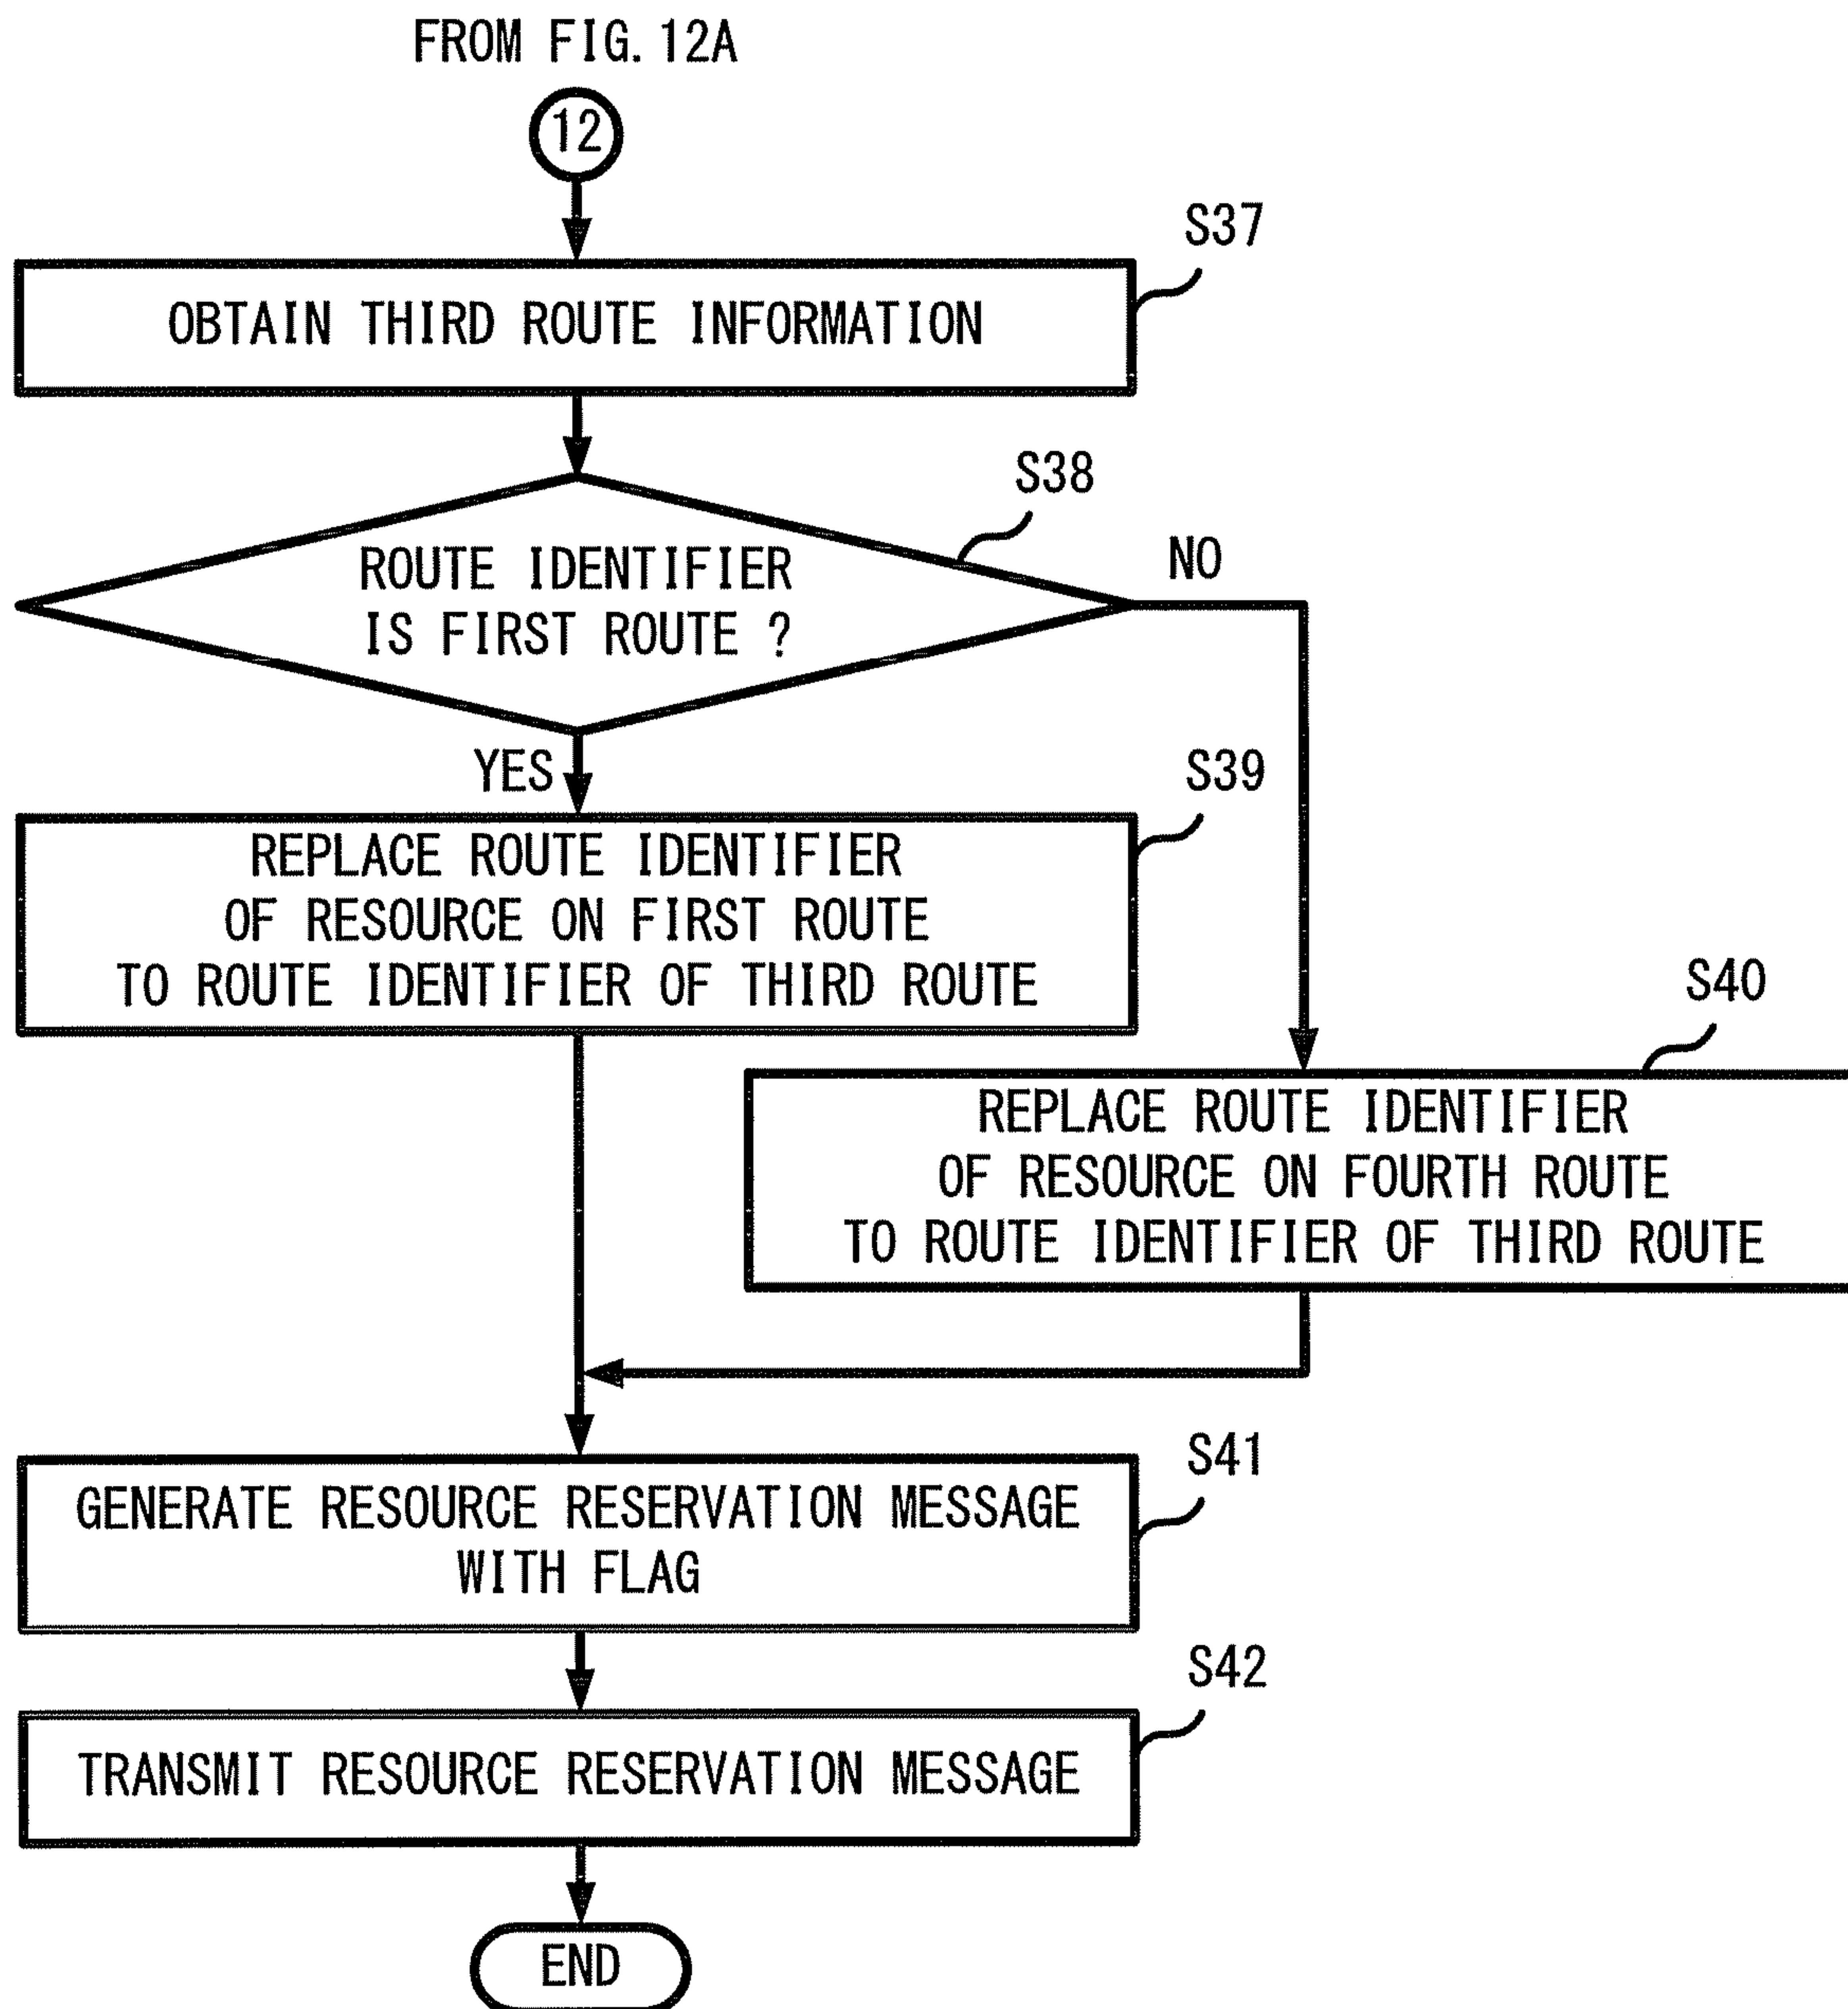 FROM FIG. 12A
12
S37
OBTAIN THIRD ROUTE INFORMATION
S38
ROUTE IDENTIFIER
IS FIRST ROUTE ?
NO
YES
S39
REPLACE ROUTE IDENTIFIER
OF RESOURCE ON FIRST ROUTE
TO ROUTE IDENTIFIER OF THIRD ROUTE
S40
REPLACE ROUTE IDENTIFIER
OF RESOURCE ON FOURTH ROUTE
TO ROUTE IDENTIFIER OF THIRD ROUTE
S41
GENERATE RESOURCE RESERVATION MESSAGE
WITH FLAG
S42
TRANSMIT RESOURCE RESERVATION MESSAGE
END